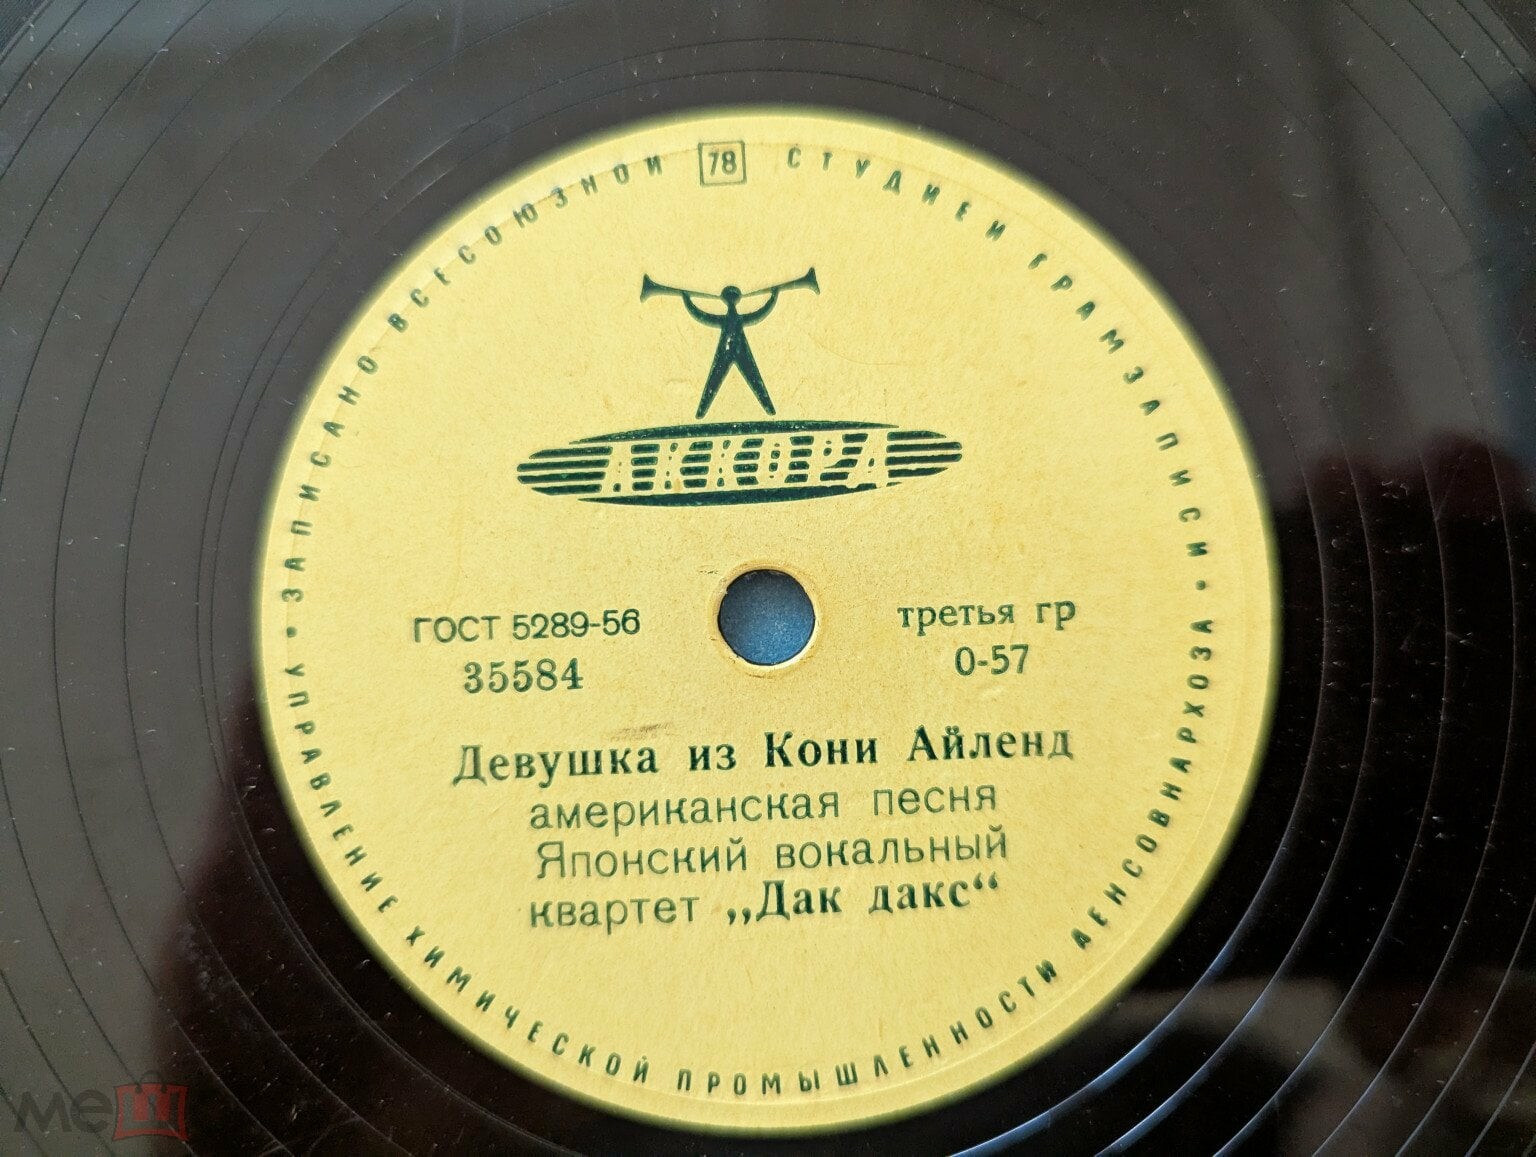 ЗАПИСАНО ВСЕСОЮЗНОЙ 78 СТУДИЕЙ ГРАМЗАПИСИ
АККОРД
ГОСТ 5289-56
35584
третья гр
0-57
Девушка из Кони Айленд
американская песня
Японский вокальный
квартет „Дак дакс“
УПРАВЛЕНИЕ ХИМИЧЕСКОЙ ПРОМЫШЛЕННОСТИ ЛЕНСОВНАРХОЗА
меш